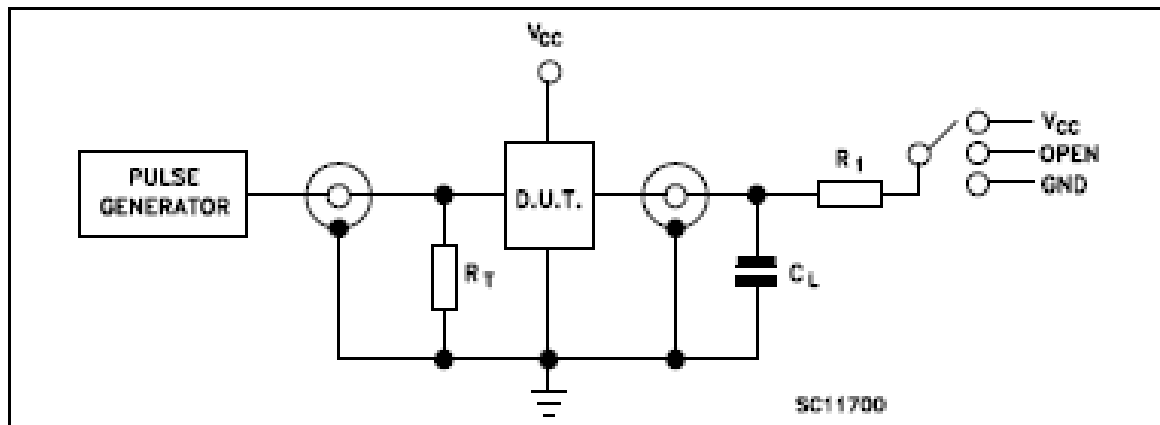 VCC
PULSE
GENERATOR
D.U.T.
RT
CL
R1
VCC
OPEN
GND
SC11700